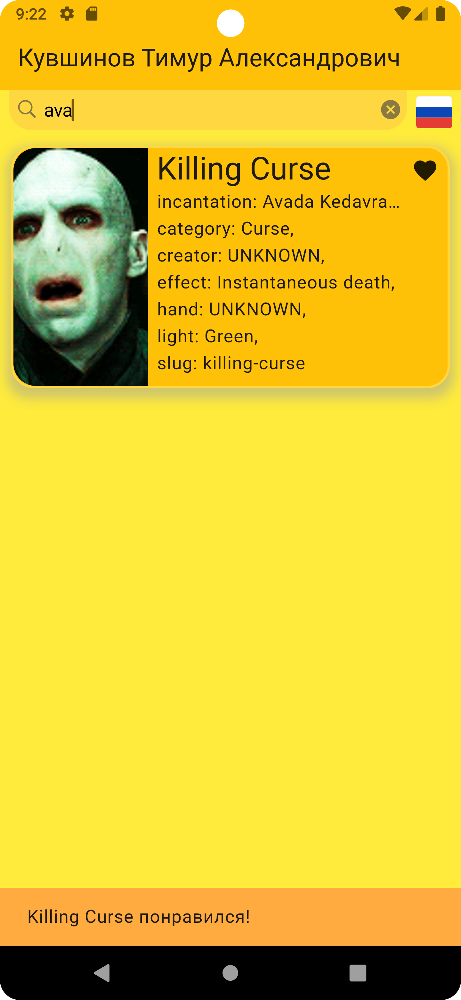 9:22
Кувшинов Тимур Александрович
ava
Killing Curse
incantation: Avada Kedavra…
category: Curse,
creator: UNKNOWN,
effect: Instantaneous death,
hand: UNKNOWN,
light: Green,
slug: killing-curse
Killing Curse понравился!